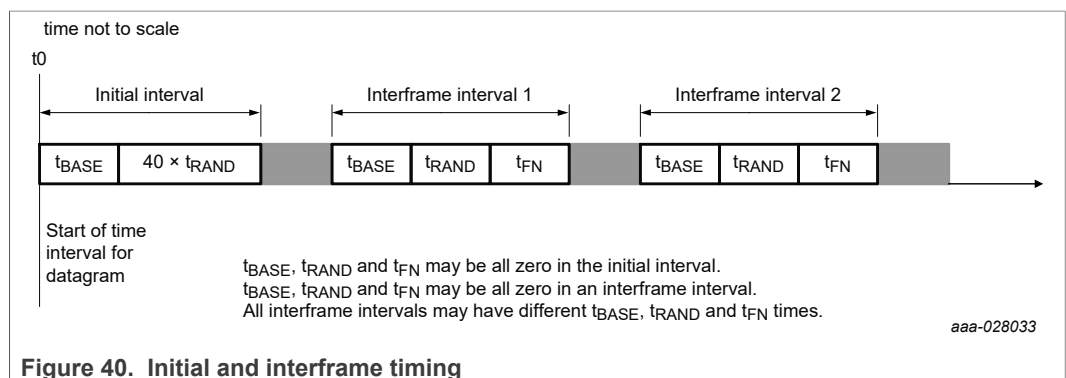 time not to scale
t0
Initial interval
Interframe interval 1
Interframe interval 2
tBASE
40 × tRAND
tBASE
tRAND
tFN
tBASE
tRAND
tFN
Start of time
interval for
datagram
tBASE, tRAND and tFN may be all zero in the initial interval.
tBASE, tRAND and tFN may be all zero in an interframe interval.
All interframe intervals may have different tBASE, tRAND and tFN times.
aaa-028033
Figure 40. Initial and interframe timing